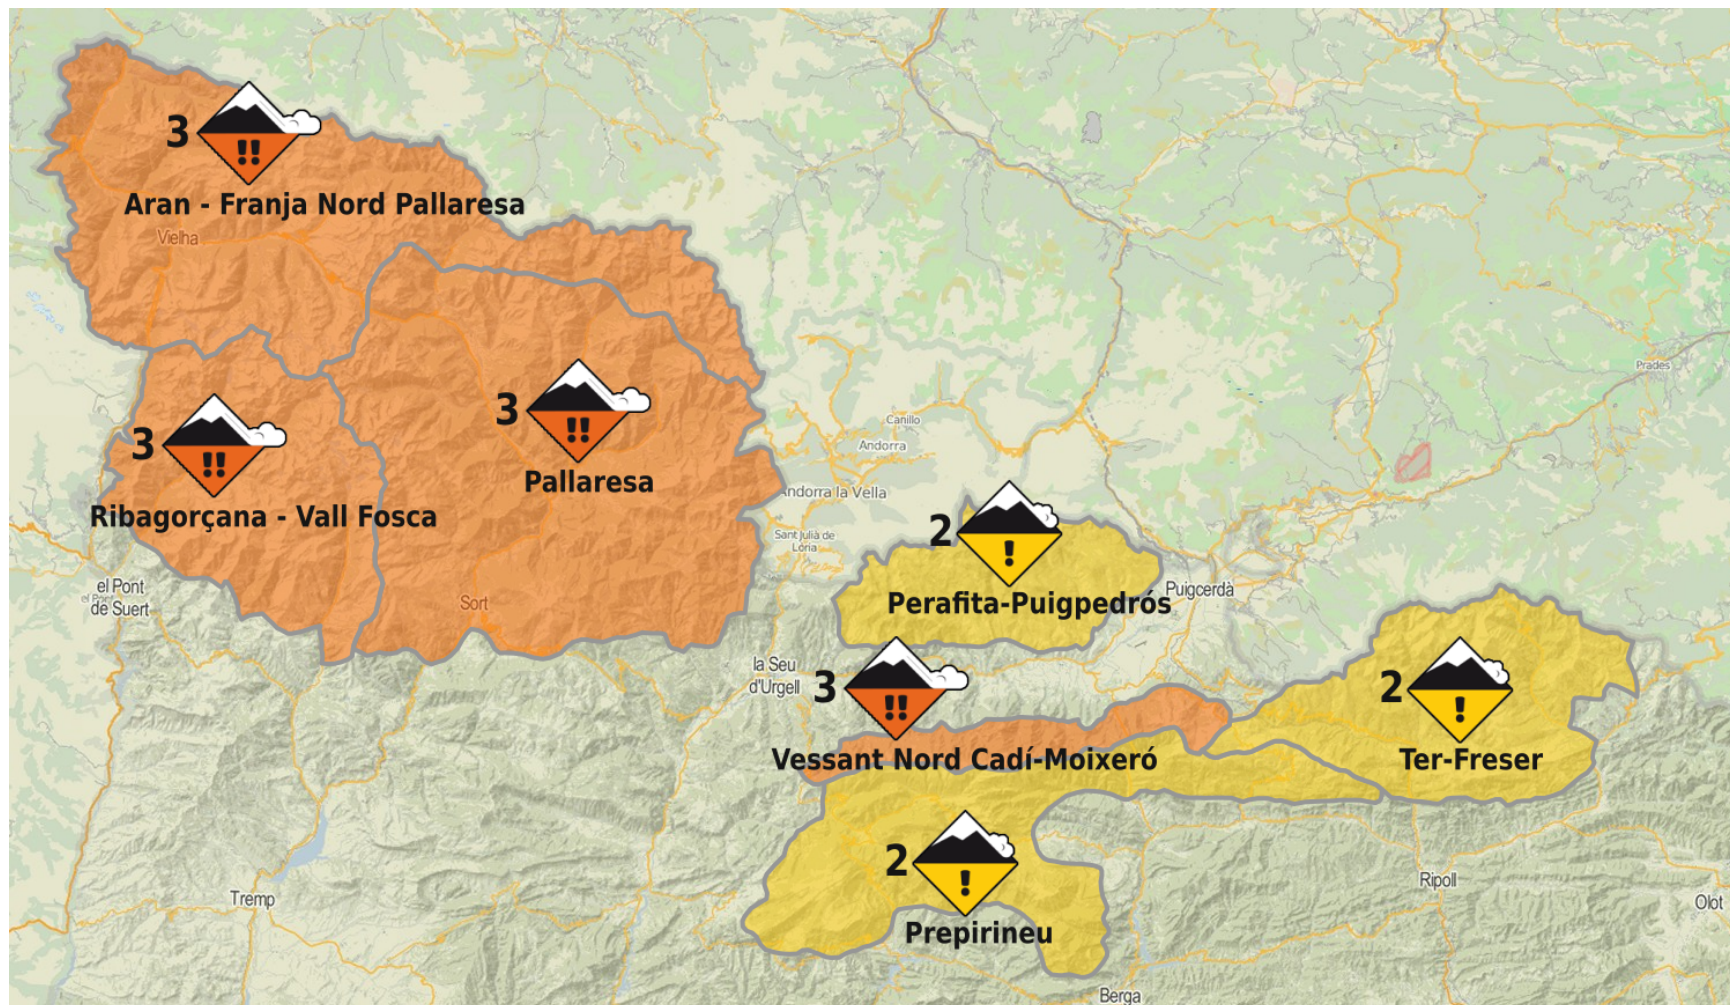 3
!!
Aran - Franja Nord Pallaresa
Vielha
3
!!
Pallaresa
3
!!
Ribagorçana - Vall Fosca
Prades
Canillo
Andorra
Andorra la Vella
Sant Julià de
Lòria
2
!
Perafita-Puigpedrós
Puigcerdà
el Pont
de Suert
Sort
la Seu
d'Urgell
3
!!
Vessant Nord Cadí-Moixeró
2
!
Ter-Freser
2
!
Prepirineu
Tremp
Ripoll
Olot
Berga